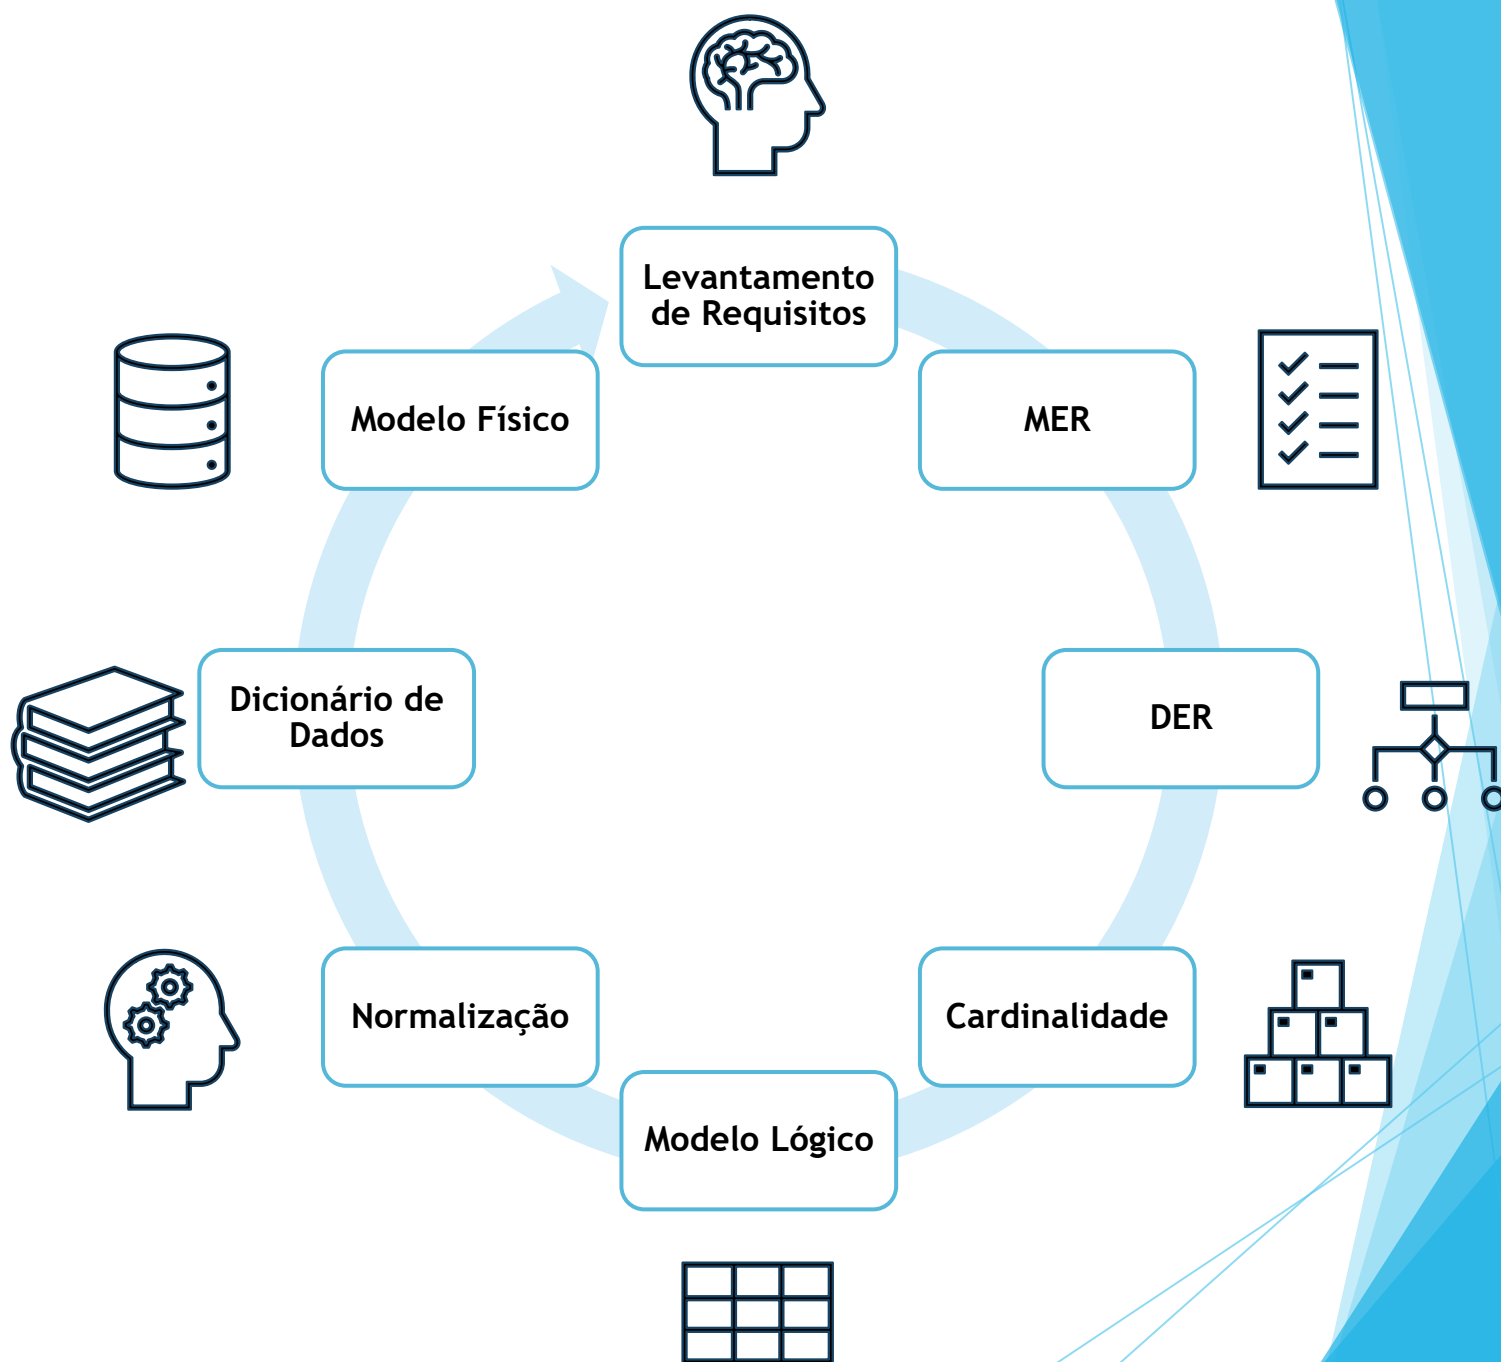 Levantamento
de Requisitos
MER
DER
Cardinalidade
Modelo Lógico
Normalização
Dicionário de
Dados
Modelo Físico